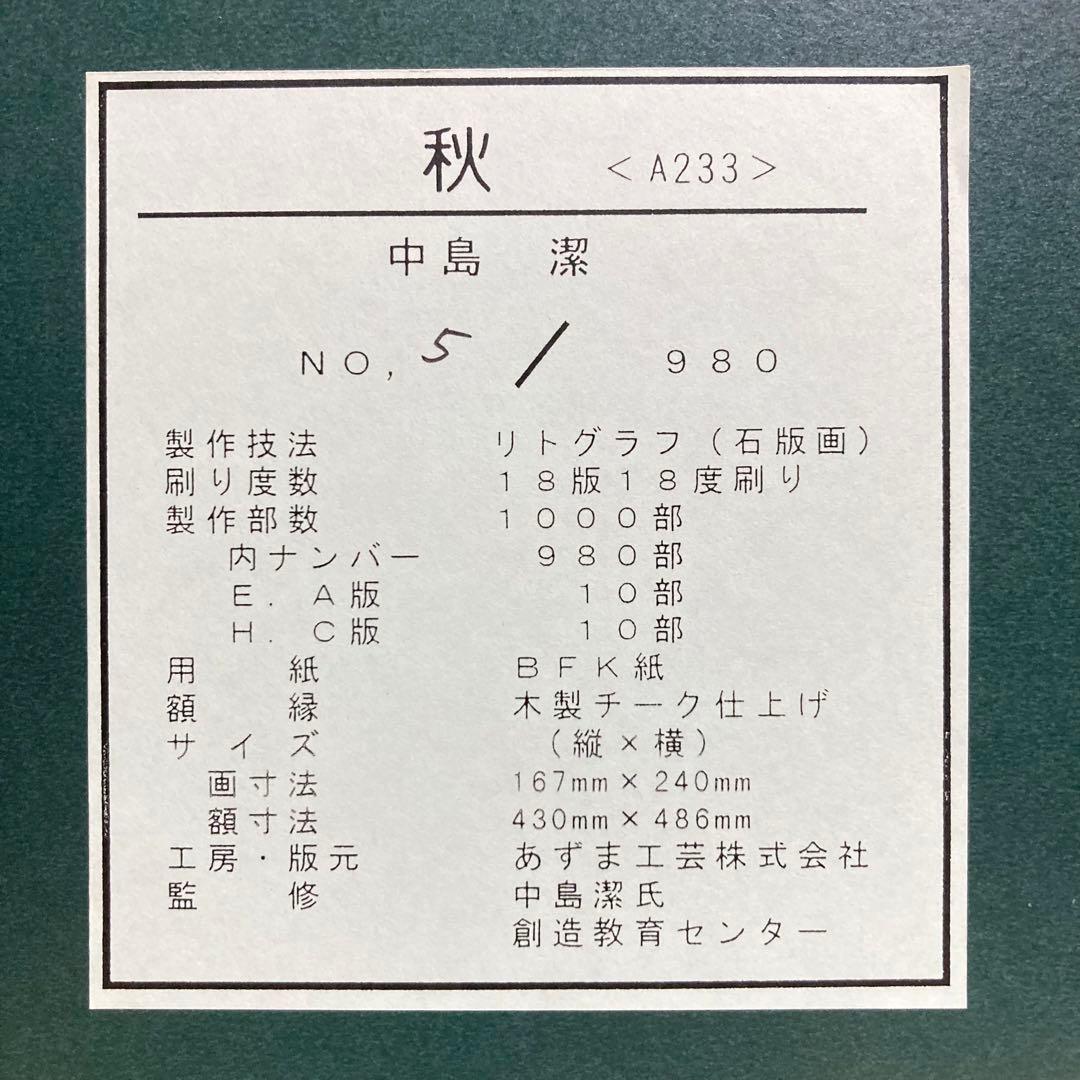 秋 <A233>
中島 潔
NO, 5 / 980
製作技法 リトグラフ(石版画)
刷り度数 18版18度刷り
製作部数 1000部
内ナンバー 980部
E. A版 10部
H. C版 10部
用紙 BFK紙
額縁 木製チーク仕上げ
サイズ (縦×横)
画寸法 167mm×240mm
額寸法 430mm×486mm
工房・版元 あずま工芸株式会社
監修 中島潔氏
創造教育センター